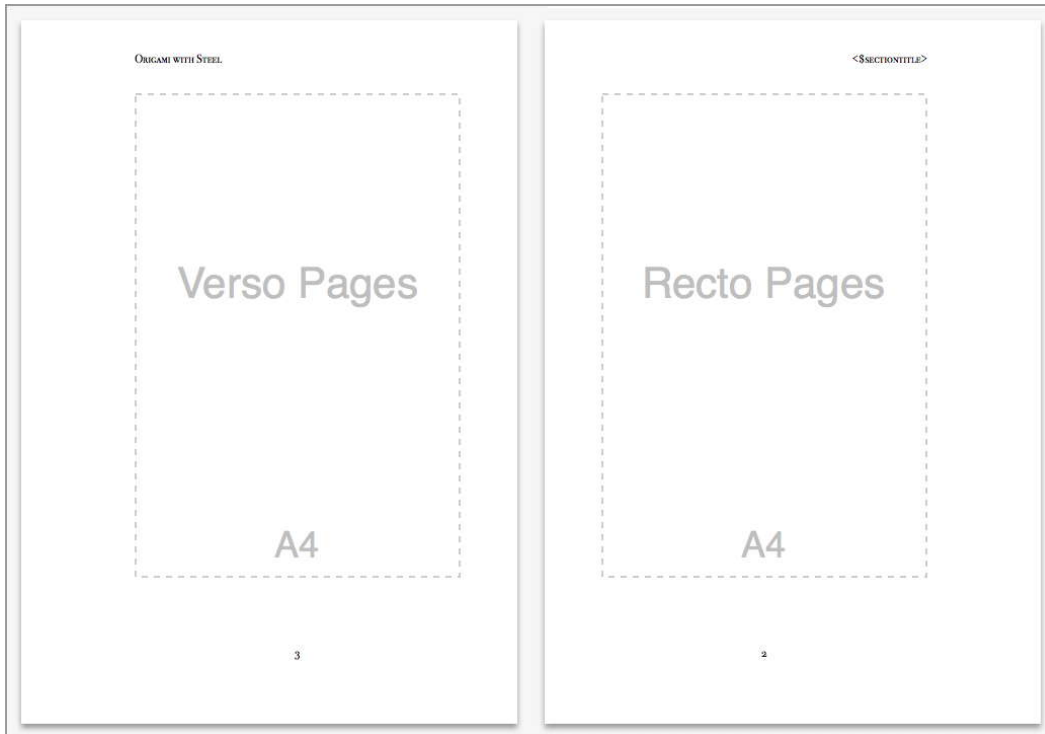 Origami with Steel
Verso Pages
A4
3
<$sectiontitle>
Recto Pages
A4
2